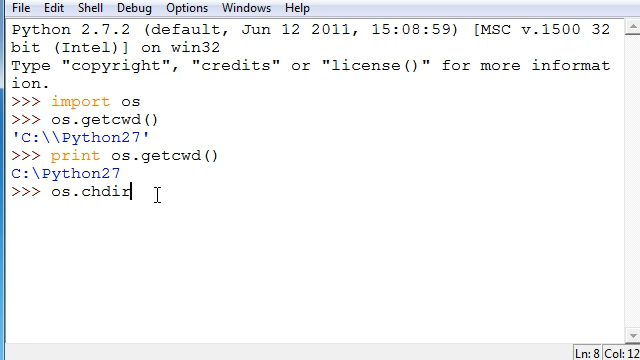 File Edit Shell Debug Options Windows Help
Python 2.7.2 (default, Jun 12 2011, 15:08:59) [MSC v.1500 32
bit (Intel)] on win32
Type "copyright", "credits" or "license()" for more informat
ion.
>>> import os
>>> os.getcwd()
'C:\\Python27'
>>> print os.getcwd()
C:\Python27
>>> os.chdir
Ln: 8 Col: 12